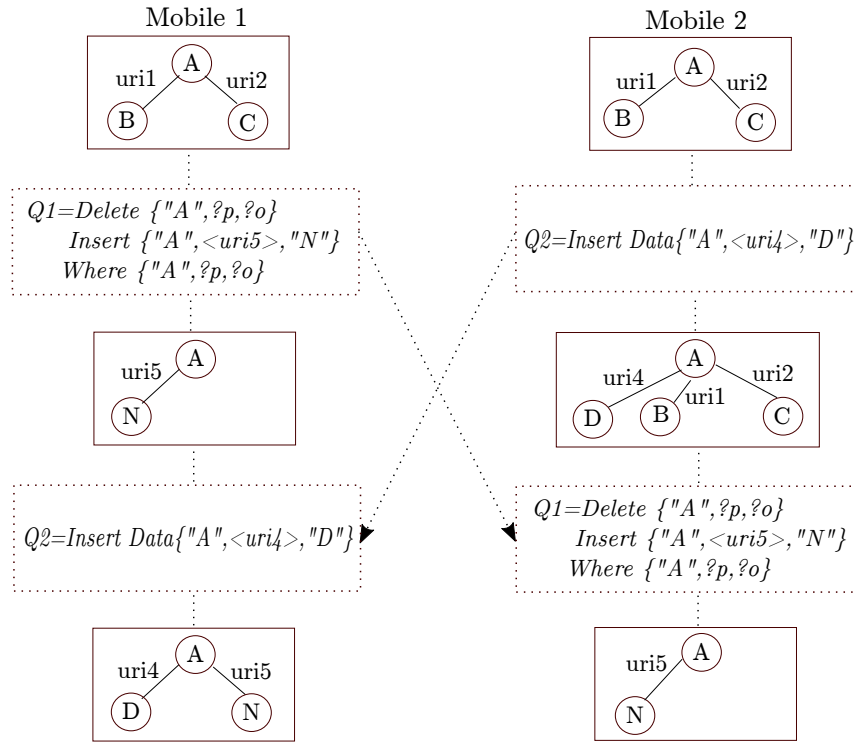 Mobile 1
A
uri1
uri2
B
C
Q1=Delete {"A",?p,?o}
Insert {"A",<uri5>,"N"}
Where {"A",?p,?o}
A
uri5
N
Q2=Insert Data{"A",<uri4>,"D"}
A
uri4
uri5
D
N
Mobile 2
A
uri1
uri2
B
C
Q2=Insert Data{"A",<uri4>,"D"}
A
uri4
uri1
uri2
D
B
C
Q1=Delete {"A",?p,?o}
Insert {"A",<uri5>,"N"}
Where {"A",?p,?o}
A
uri5
N